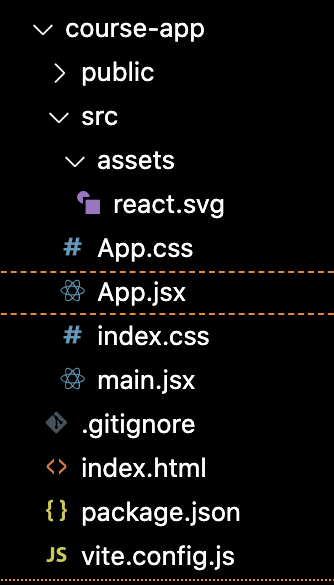 course-app
public
src
assets
react.svg
# App.css
App.jsx
# index.css
main.jsx
.gitignore
<> index.html
{} package.json
JS vite.config.js